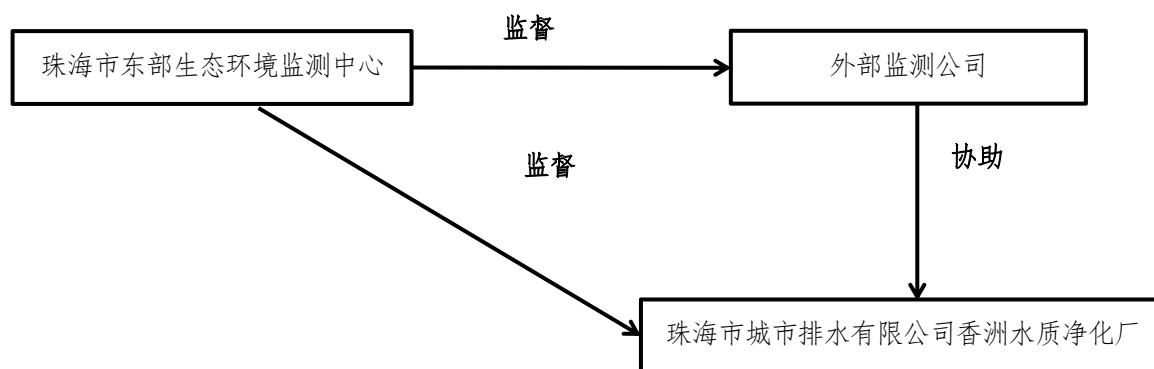 监督
珠海市东部生态环境监测中心
外部监测公司
监督
协助
珠海市城市排水有限公司香洲水质净化厂